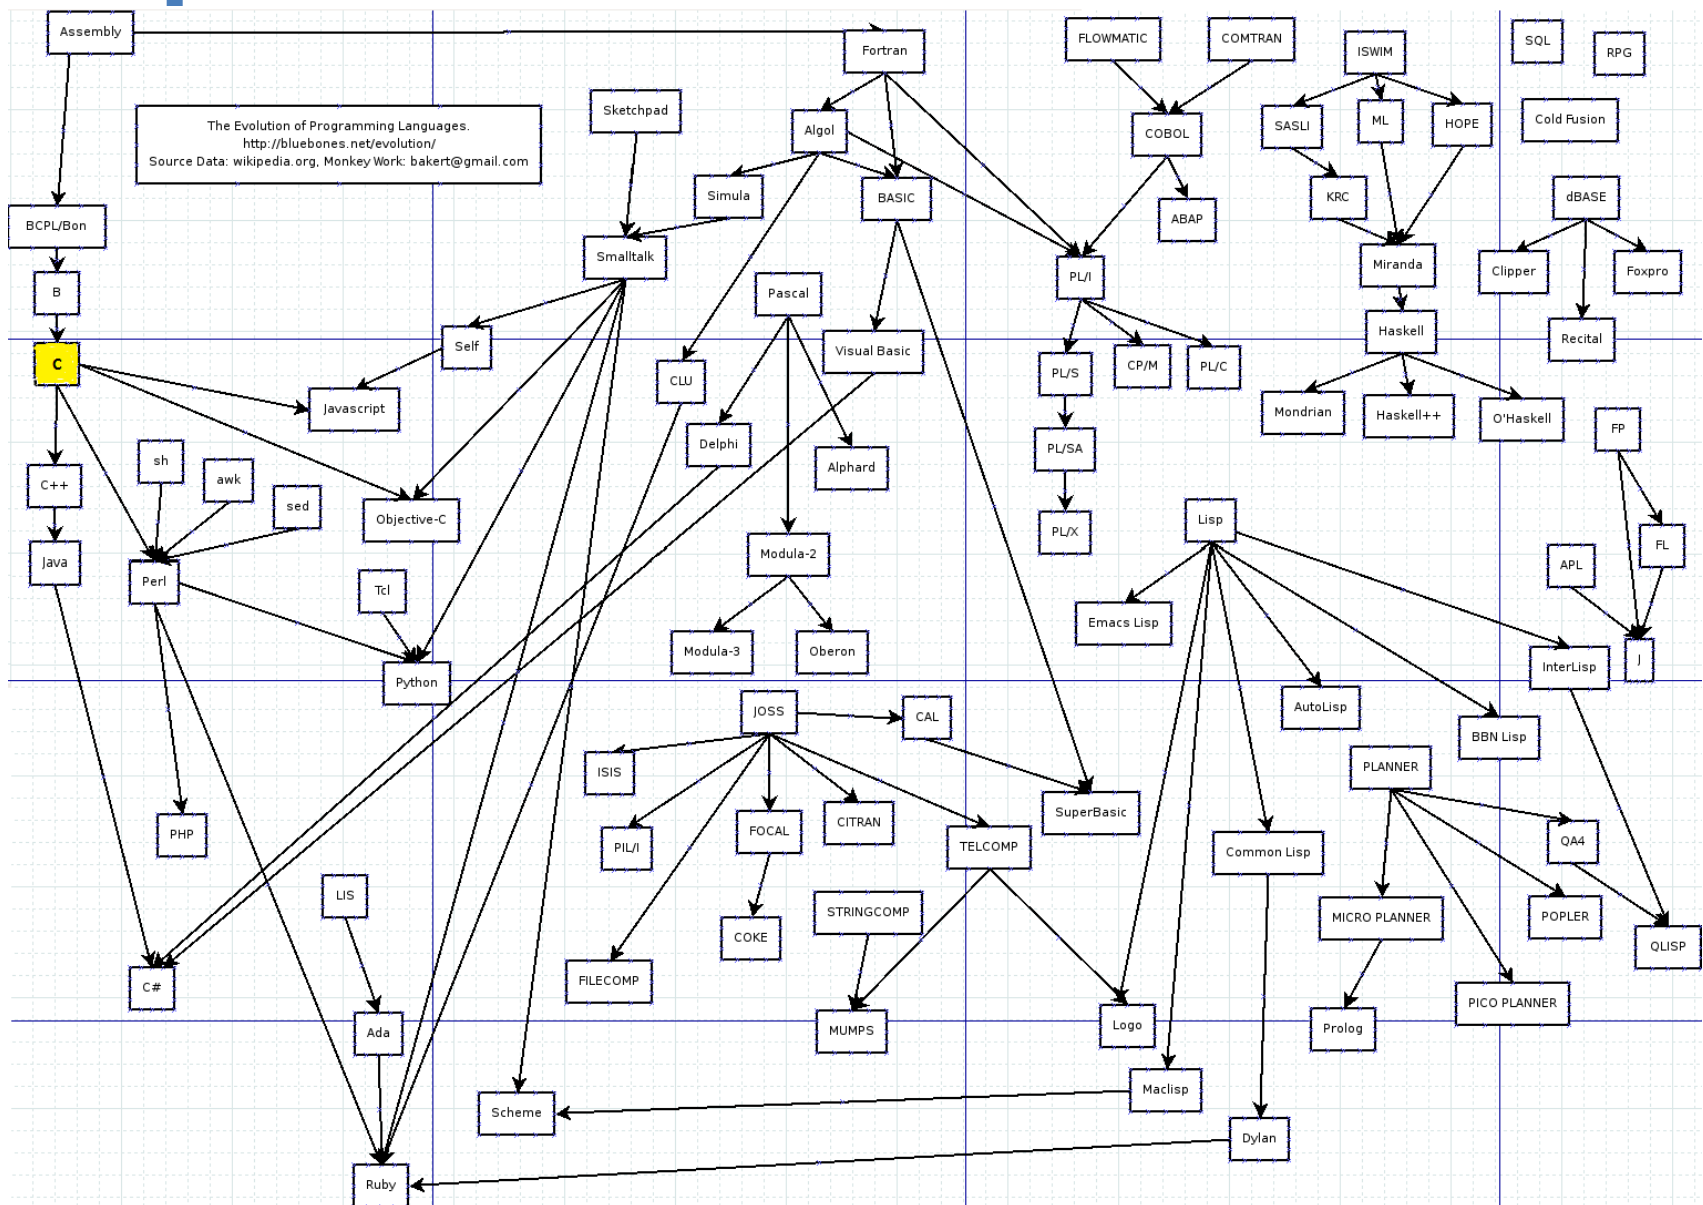 Assembly
Fortran
FLOWMATIC
COMTRAN
ISWIM
SQL
RPG
Sketchpad
The Evolution of Programming Languages.
http://bluebones.net/evolution/
Source Data: wikipedia.org, Monkey Work: bakert@gmail.com
Algol
COBOL
SASLI
ML
HOPE
Cold Fusion
Simula
BASIC
KRC
dBASE
ABAP
BCPL/Bon
Smalltalk
PL/I
Miranda
Clipper
Foxpro
B
Pascal
Haskell
Recital
Self
Visual Basic
C
CLU
PL/S
CP/M
PL/C
Javascript
Mondrian
Haskell++
O'Haskell
FP
Delphi
PL/SA
sh
Alphard
awk
C++
sed
Objective-C
Lisp
PL/X
FL
Modula-2
Java
APL
Perl
Tcl
Emacs Lisp
Modula-3
Oberon
J
InterLisp
Python
AutoLisp
JOSS
CAL
BBN Lisp
PLANNER
ISIS
SuperBasic
CITRAN
PHP
FOCAL
QA4
PIL/I
TELCOMP
Common Lisp
LIS
STRINGCOMP
MICRO PLANNER
POPLER
COKE
QLISP
FILECOMP
C#
PICO PLANNER
Ada
MUMPS
Logo
Prolog
Maclisp
Scheme
Dylan
Ruby